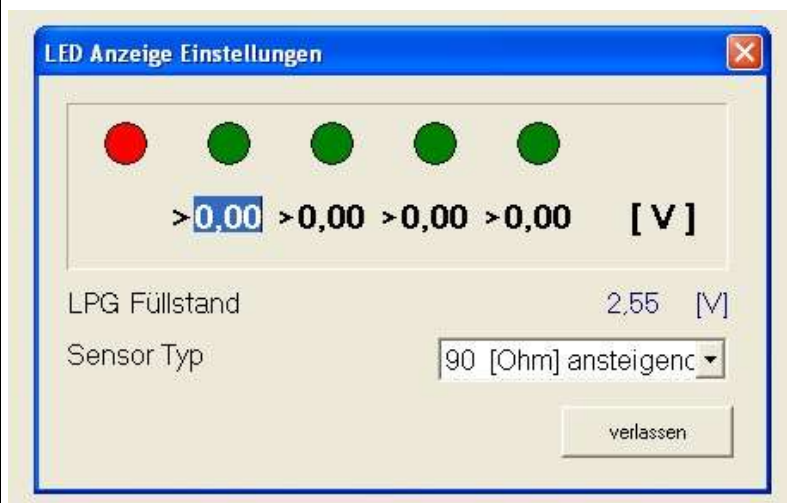 LED Anzeige Einstellungen
>0,00 >0,00 >0,00 >0,00 [ V ]
LPG Füllstand 2,55 [V]
Sensor Typ 90 [Ohm] ansteigend
verlassen